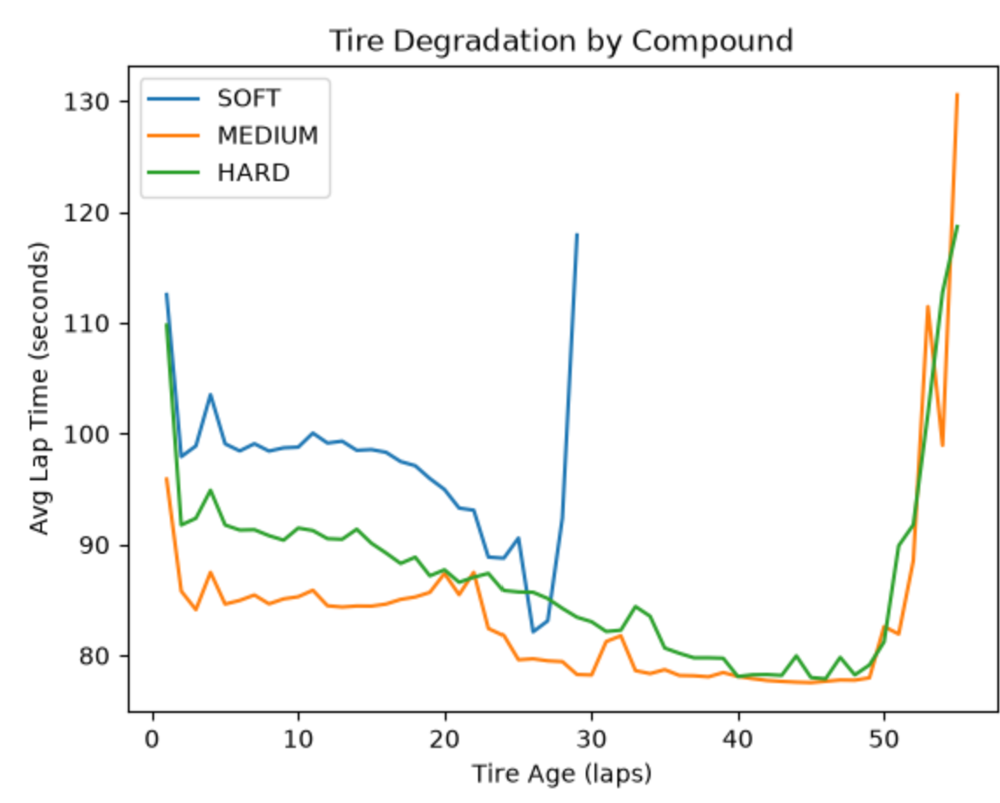 Tire Degradation by Compound
SOFT
MEDIUM
HARD
130
120
110
100
90
80
Avg Lap Time (seconds)
0
10
20
30
40
50
Tire Age (laps)